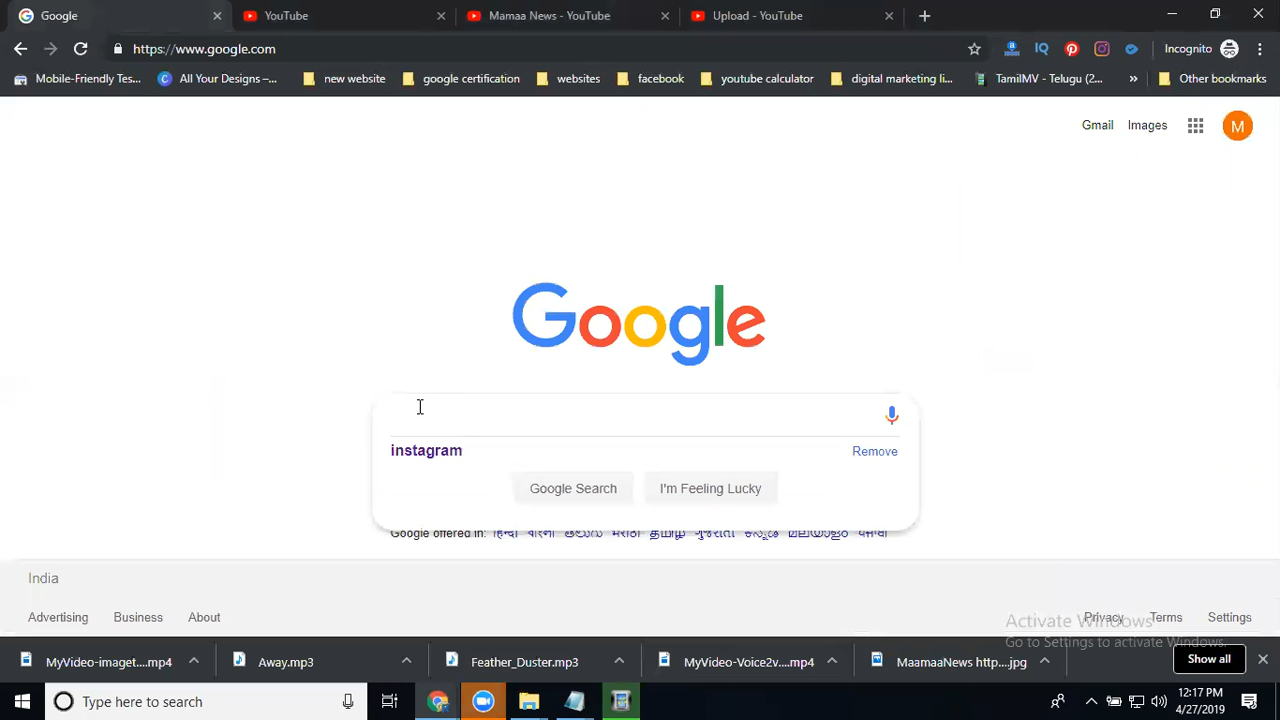 Google
YouTube
Mamaa News - YouTube
Upload - YouTube
https://www.google.com
Incognito
Mobile-Friendly Tes...
All Your Designs –...
new website
google certification
websites
facebook
youtube calculator
digital marketing li...
TamilMV - Telugu (2...
Other bookmarks
Gmail
Images
M
Google
instagram
Remove
Google Search
I'm Feeling Lucky
Google offered in: हिन्दी বাংলা తెలుగు मराठी தமிழ் ગુજરાતી ಕನ್ನಡ മലയാളം ਪੰਜਾਬੀ
India
Advertising
Business
About
Privacy
Terms
Settings
Activate Windows
Go to Settings to activate Windows.
MyVideo-imaget....mp4
Away.mp3
Feather_Duster.mp3
MyVideo-Voice2v....mp4
MaamaaNews http....jpg
Show all
Type here to search
12:17 PM
4/27/2019